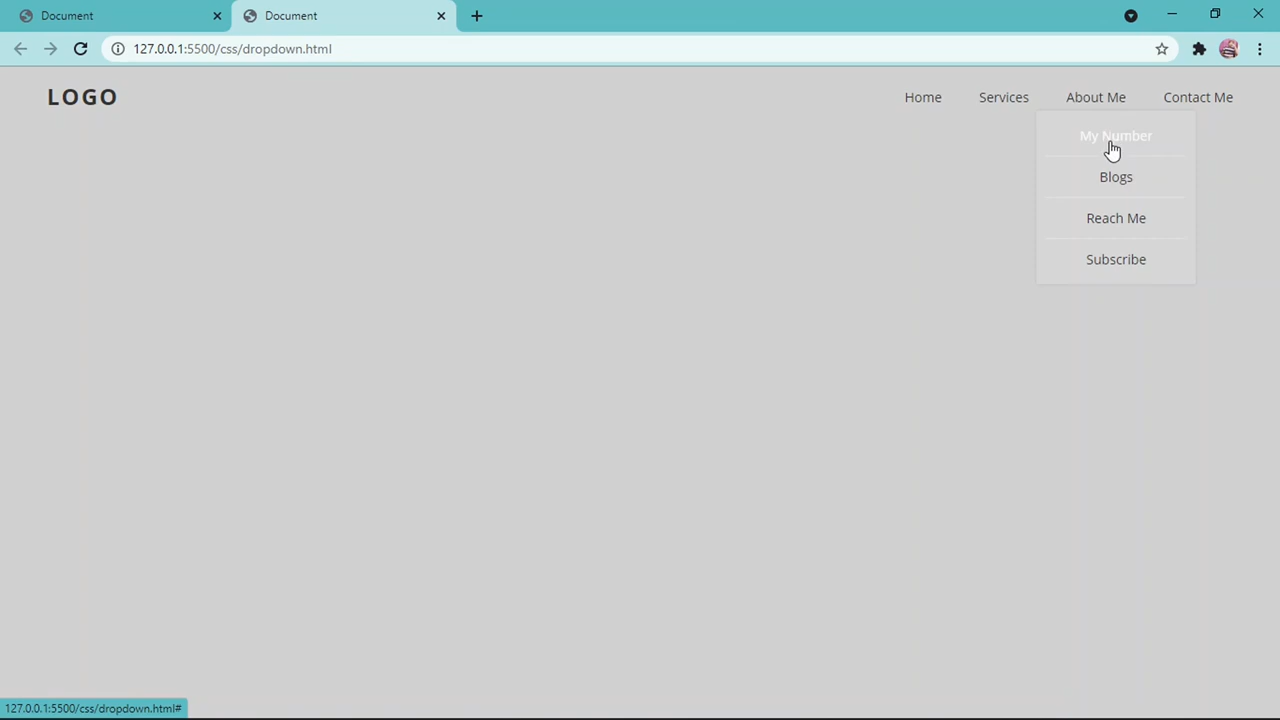 Document
Document
127.0.0.1:5500/css/dropdown.html
LOGO
Home Services About Me Contact Me
My Number
Blogs
Reach Me
Subscribe
127.0.0.1:5500/css/dropdown.html#